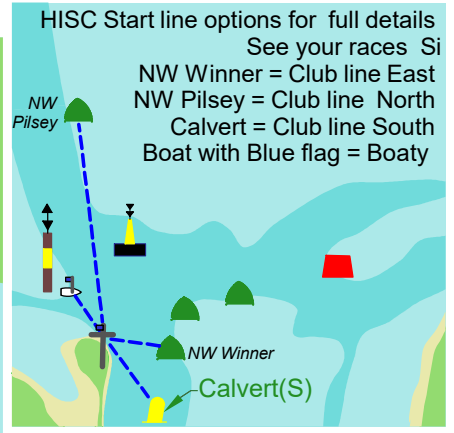 HISC Start line options for full details
See your races Si
NW Winner = Club line East
NW Pilsey = Club line North
Calvert = Club line South
Boat with Blue flag = Boaty
NW
Pilsey
NW Winner
Calvert(S)